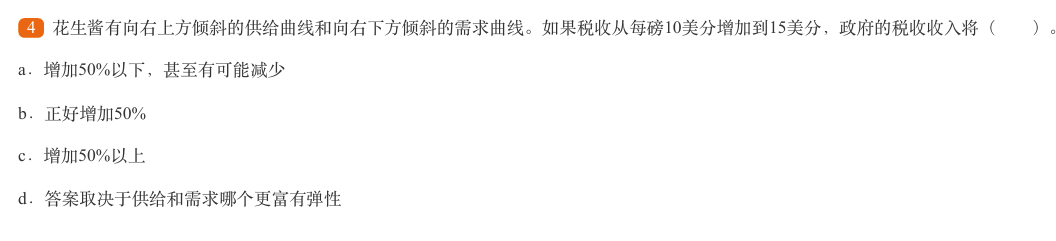 4 花生酱有向右上方倾斜的供给曲线和向右下方倾斜的需求曲线。如果税收从每磅10美分增加到15美分，政府的税收收入将（　　）。
a．增加50%以下，甚至有可能减少
b．正好增加50%
c．增加50%以上
d．答案取决于供给和需求哪个更富有弹性